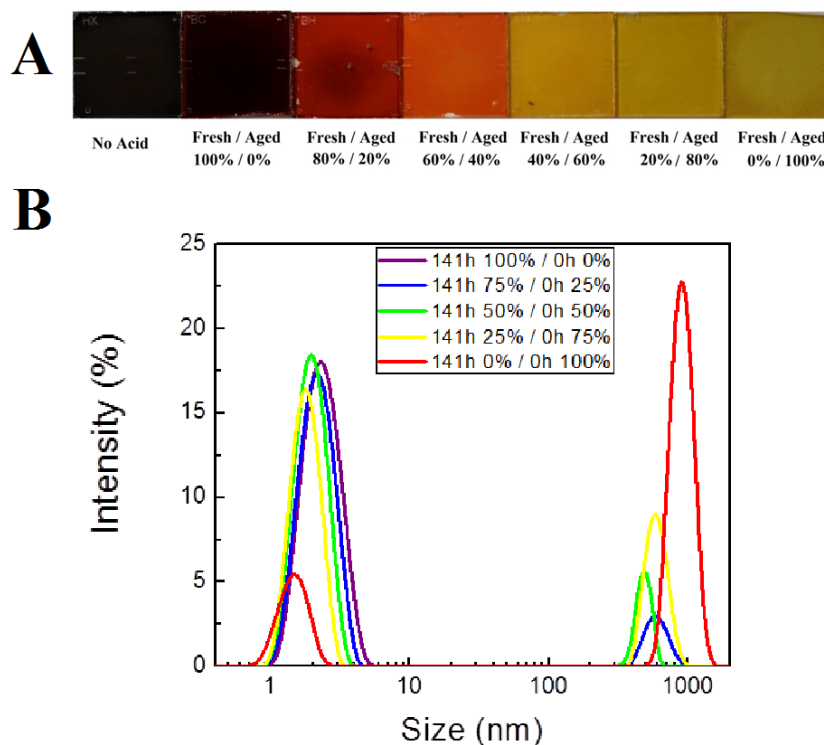 A
HX
BG
BH
No Acid
Fresh / Aged
100% / 0%
Fresh / Aged
80% / 20%
Fresh / Aged
60% / 40%
Fresh / Aged
40% / 60%
Fresh / Aged
20% / 80%
Fresh / Aged
0% / 100%
B
141h 100% / 0h 0%
141h 75% / 0h 25%
141h 50% / 0h 50%
141h 25% / 0h 75%
141h 0% / 0h 100%
Intensity (%)
25
20
15
10
5
0
1
10
100
1000
Size (nm)